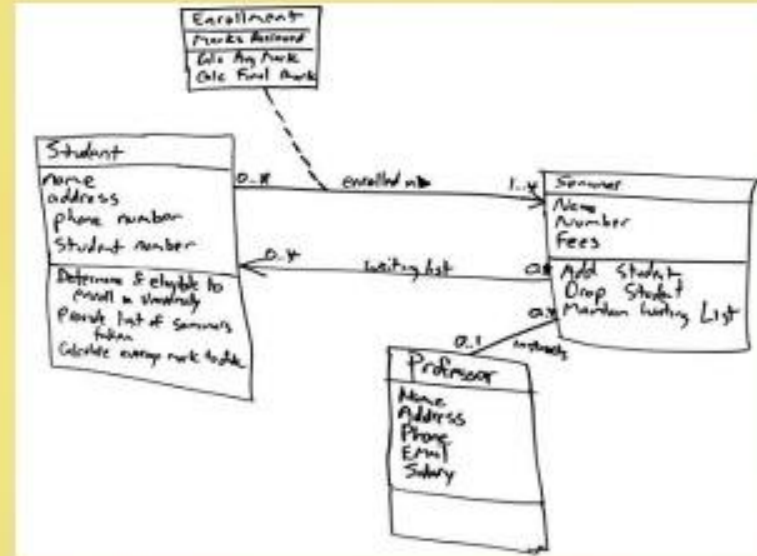 Enrollment
Marks Received
Calc Avg Mark
Calc Final Mark
Student
name
address
phone number
student number
Determine eligible to
enroll
Provide list of seminars
taken
Calculate average mark to date
0..*
enrolled in
1..*
0..*
waiting list
Seminar
Name
Number
Fees
Add Student
Drop Student
Maintain Waiting List
0..1
instructs
Professor
Name
Address
Phone
Email
Salary